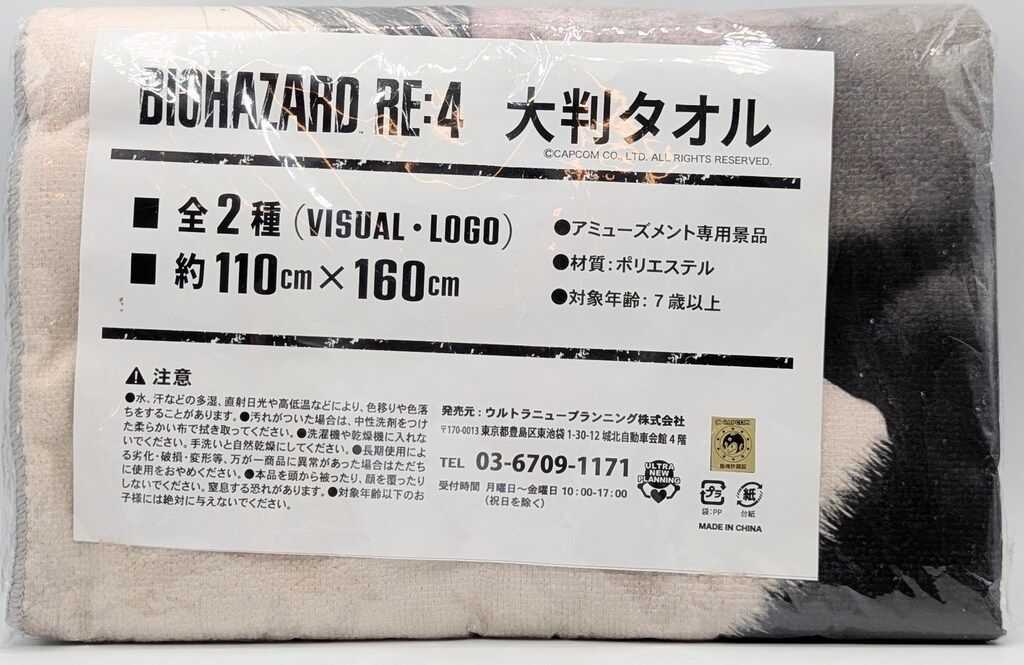 BIOHAZARD RE:4 大判タオル
©CAPCOM CO., LTD. ALL RIGHTS RESERVED.
■ 全2種 (VISUAL・LOGO)
■ 約110cm×160cm
●アミューズメント専用景品
●材質:ポリエステル
●対象年齢:7歳以上
⚠ 注意
●水、汗などの多湿、直射日光や高低温などにより、色移りや色落
ちをすることがあります。●汚れがついた場合は、中性洗剤をつけ
た柔らかい布で拭き取ってください。●洗濯機や乾燥機に入れな
いでください。手洗いと自然乾燥にしてください。●長期使用によ
る劣化・破損・変形等、万が一商品に異常があった場合はただち
に使用をおやめください。●本品を頭から被ったり、顔を覆ったり
しないでください。窒息する恐れがあります。●対象年齢以下のお
子様には絶対に与えないでください。
発売元:ウルトラニュープランニング株式会社
〒170-0013 東京都豊島区東池袋1-30-12 城北自動車会館4階
TEL 03-6709-1171
受付時間 月曜日~金曜日 10:00-17:00
(祝日を除く)
ULTRA
NEW
PLANNING
© CAPCOM
版権許諾証
プラ
袋:PP
紙
台紙
MADE IN CHINA